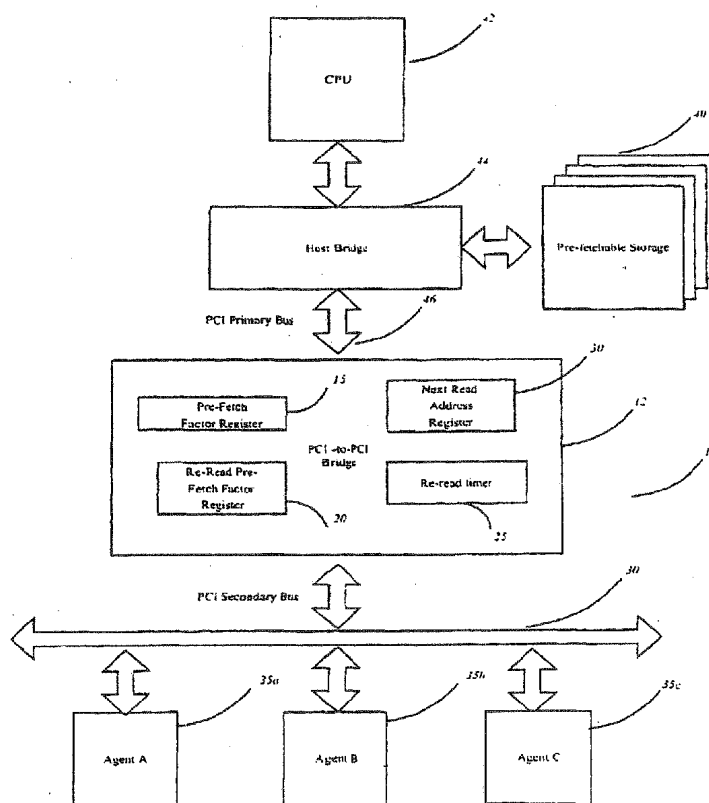 42
CPU
40
44
Host Bridge
Pre-fetchable Storage
46
PCI Primary Bus
30
15
Pre-Fetch
Factor Register
Next Read
Address
Register
12
PCI -to-PCI
Bridge
Re-Read Pre-
Fetch Factor
Register
Re-read timer
20
25
PCI Secondary Bus
30
35a
35b
35c
Agent A
Agent B
Agent C